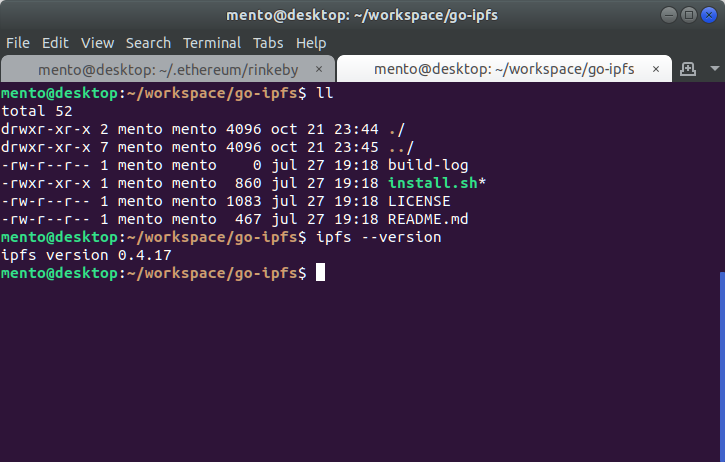 mento@desktop: ~/workspace/go-ipfs
File Edit View Search Terminal Tabs Help
mento@desktop: ~/.ethereum/rinkeby × mento@desktop: ~/workspace/go-ipfs ×
mento@desktop:~/workspace/go-ipfs$ ll
total 52
drwxr-xr-x 2 mento mento 4096 oct 21 23:44 ./
drwxr-xr-x 7 mento mento 4096 oct 21 23:45 ../
-rw-r--r-- 1 mento mento    0 jul 27 19:18 build-log
-rwxr-xr-x 1 mento mento  860 jul 27 19:18 install.sh*
-rw-r--r-- 1 mento mento 1083 jul 27 19:18 LICENSE
-rw-r--r-- 1 mento mento  467 jul 27 19:18 README.md
mento@desktop:~/workspace/go-ipfs$ ipfs --version
ipfs version 0.4.17
mento@desktop:~/workspace/go-ipfs$